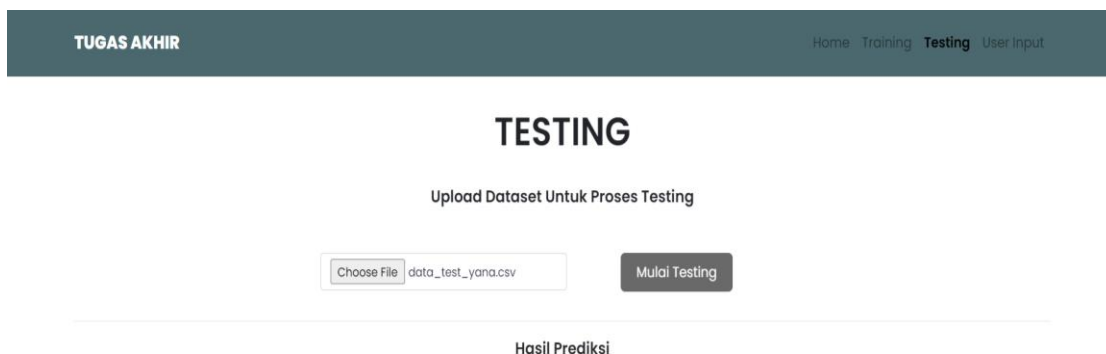 TUGAS AKHIR
Home Training Testing User Input
TESTING
Upload Dataset Untuk Proses Testing
Choose File data_test_yana.csv
Mulai Testing
Hasil Prediksi